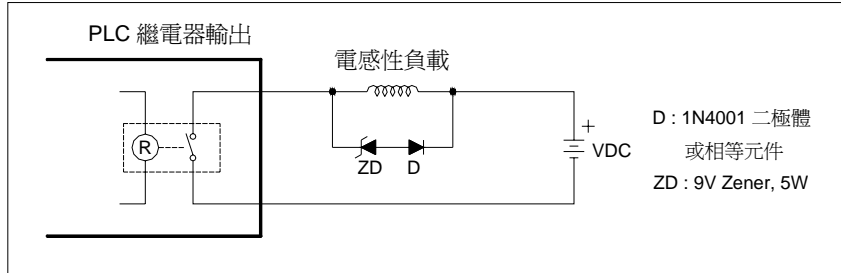 PLC 繼電器輸出
電感性負載
R
ZD D
+
VDC
D : 1N4001 二極體
或相等元件
ZD : 9V Zener, 5W